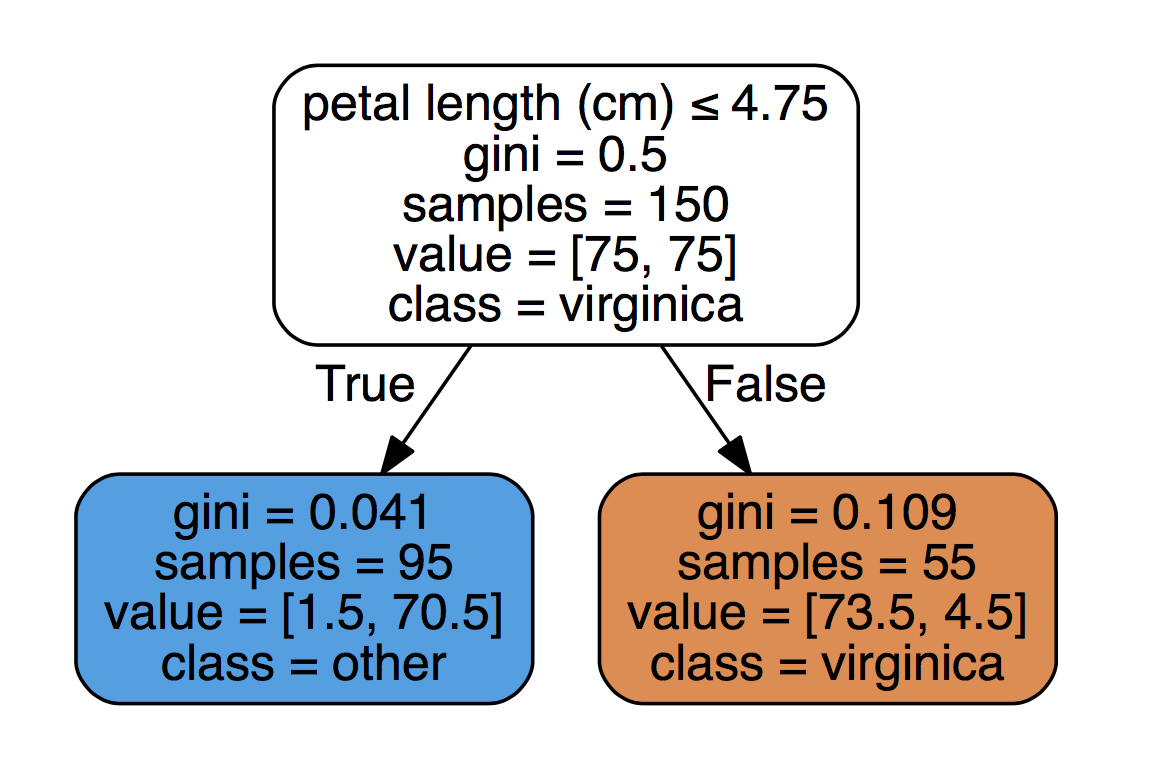 petal length (cm) ≤ 4.75
gini = 0.5
samples = 150
value = [75, 75]
class = virginica
True
False
gini = 0.041
samples = 95
value = [1.5, 70.5]
class = other
gini = 0.109
samples = 55
value = [73.5, 4.5]
class = virginica